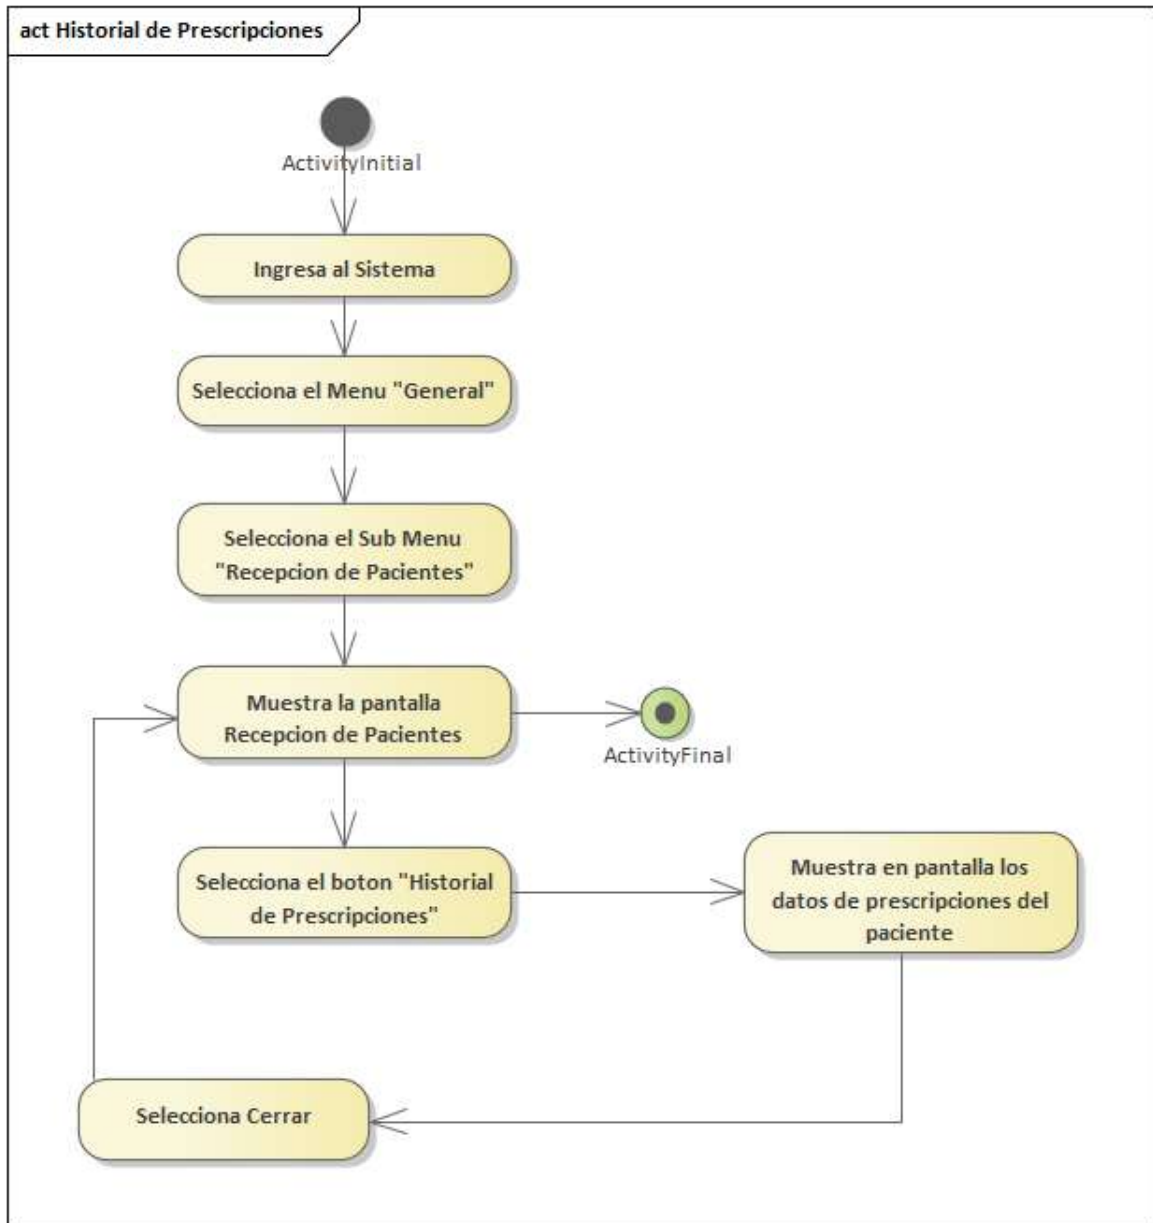 act Historial de Prescripciones
ActivityInitial
Ingresa al Sistema
Selecciona el Menu "General"
Selecciona el Sub Menu
"Recepcion de Pacientes"
Muestra la pantalla
Recepcion de Pacientes
ActivityFinal
Selecciona el boton "Historial
de Prescripciones"
Muestra en pantalla los
datos de prescripciones del
paciente
Selecciona Cerrar